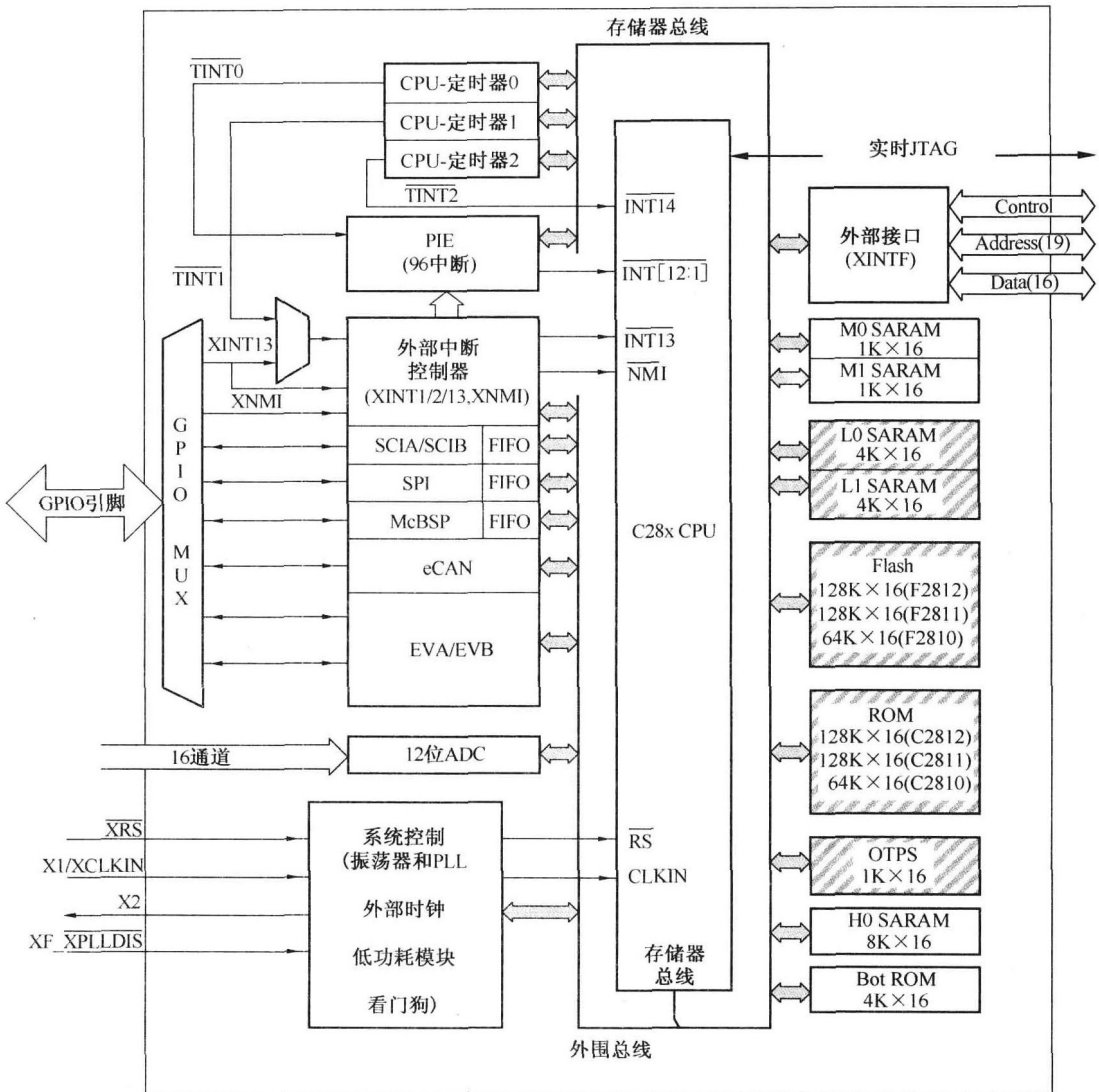 存储器总线
TINT0
CPU-定时器0
CPU-定时器1
CPU-定时器2
TINT2
INT14
实时JTAG
PIE
(96中断)
INT[12:1]
TINT1
外部接口
(XINTF)
Control
Address(19)
Data(16)
XINT13
XNMI
外部中断
控制器
(XINT1/2/13,XNMI)
INT13
NMI
M0 SARAM
1K×16
M1 SARAM
1K×16
GPIO引脚
GPIO MUX
SCIA/SCIB
FIFO
SPI
FIFO
McBSP
FIFO
eCAN
EVA/EVB
C28x CPU
L0 SARAM
4K×16
L1 SARAM
4K×16
Flash
128K×16(F2812)
128K×16(F2811)
64K×16(F2810)
16通道
12位ADC
ROM
128K×16(C2812)
128K×16(C2811)
64K×16(C2810)
XRS
X1/XCLKIN
X2
XF_XPLLDIS
系统控制
(振荡器和PLL
外部时钟
低功耗模块
看门狗)
RS
CLKIN
OTPS
1K×16
H0 SARAM
8K×16
Bot ROM
4K×16
存储器
总线
外围总线